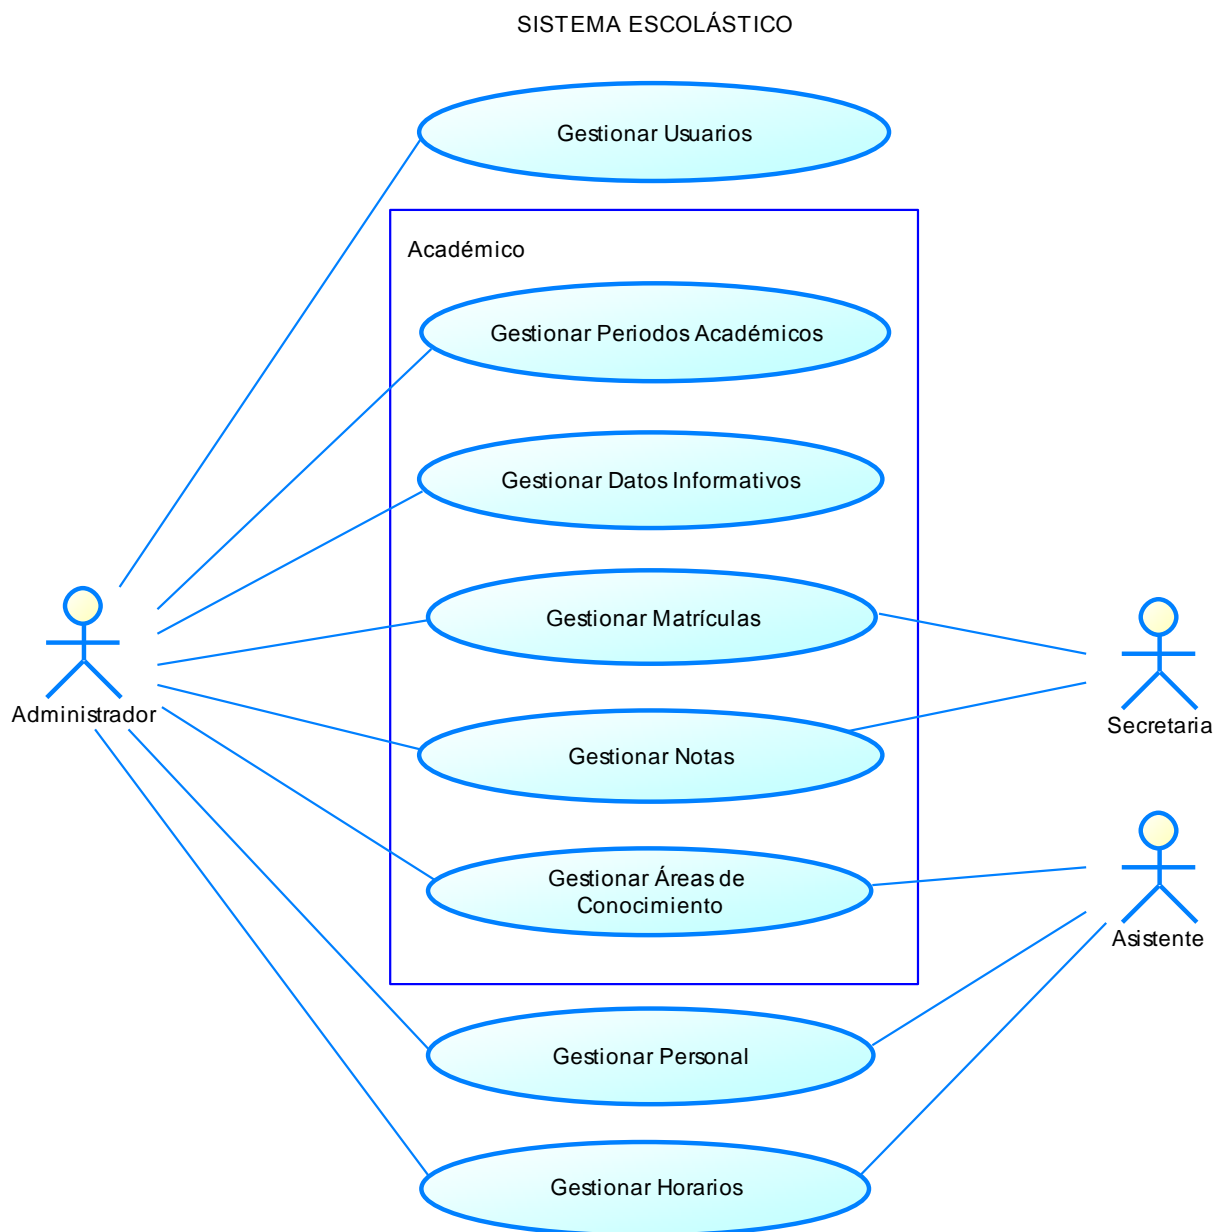 SISTEMA ESCOLÁSTICO
Gestionar Usuarios
Académico
Gestionar Periodos Académicos
Gestionar Datos Informativos
Gestionar Matrículas
Administrador
Secretaria
Gestionar Notas
Gestionar Áreas de
Conocimiento
Asistente
Gestionar Personal
Gestionar Horarios